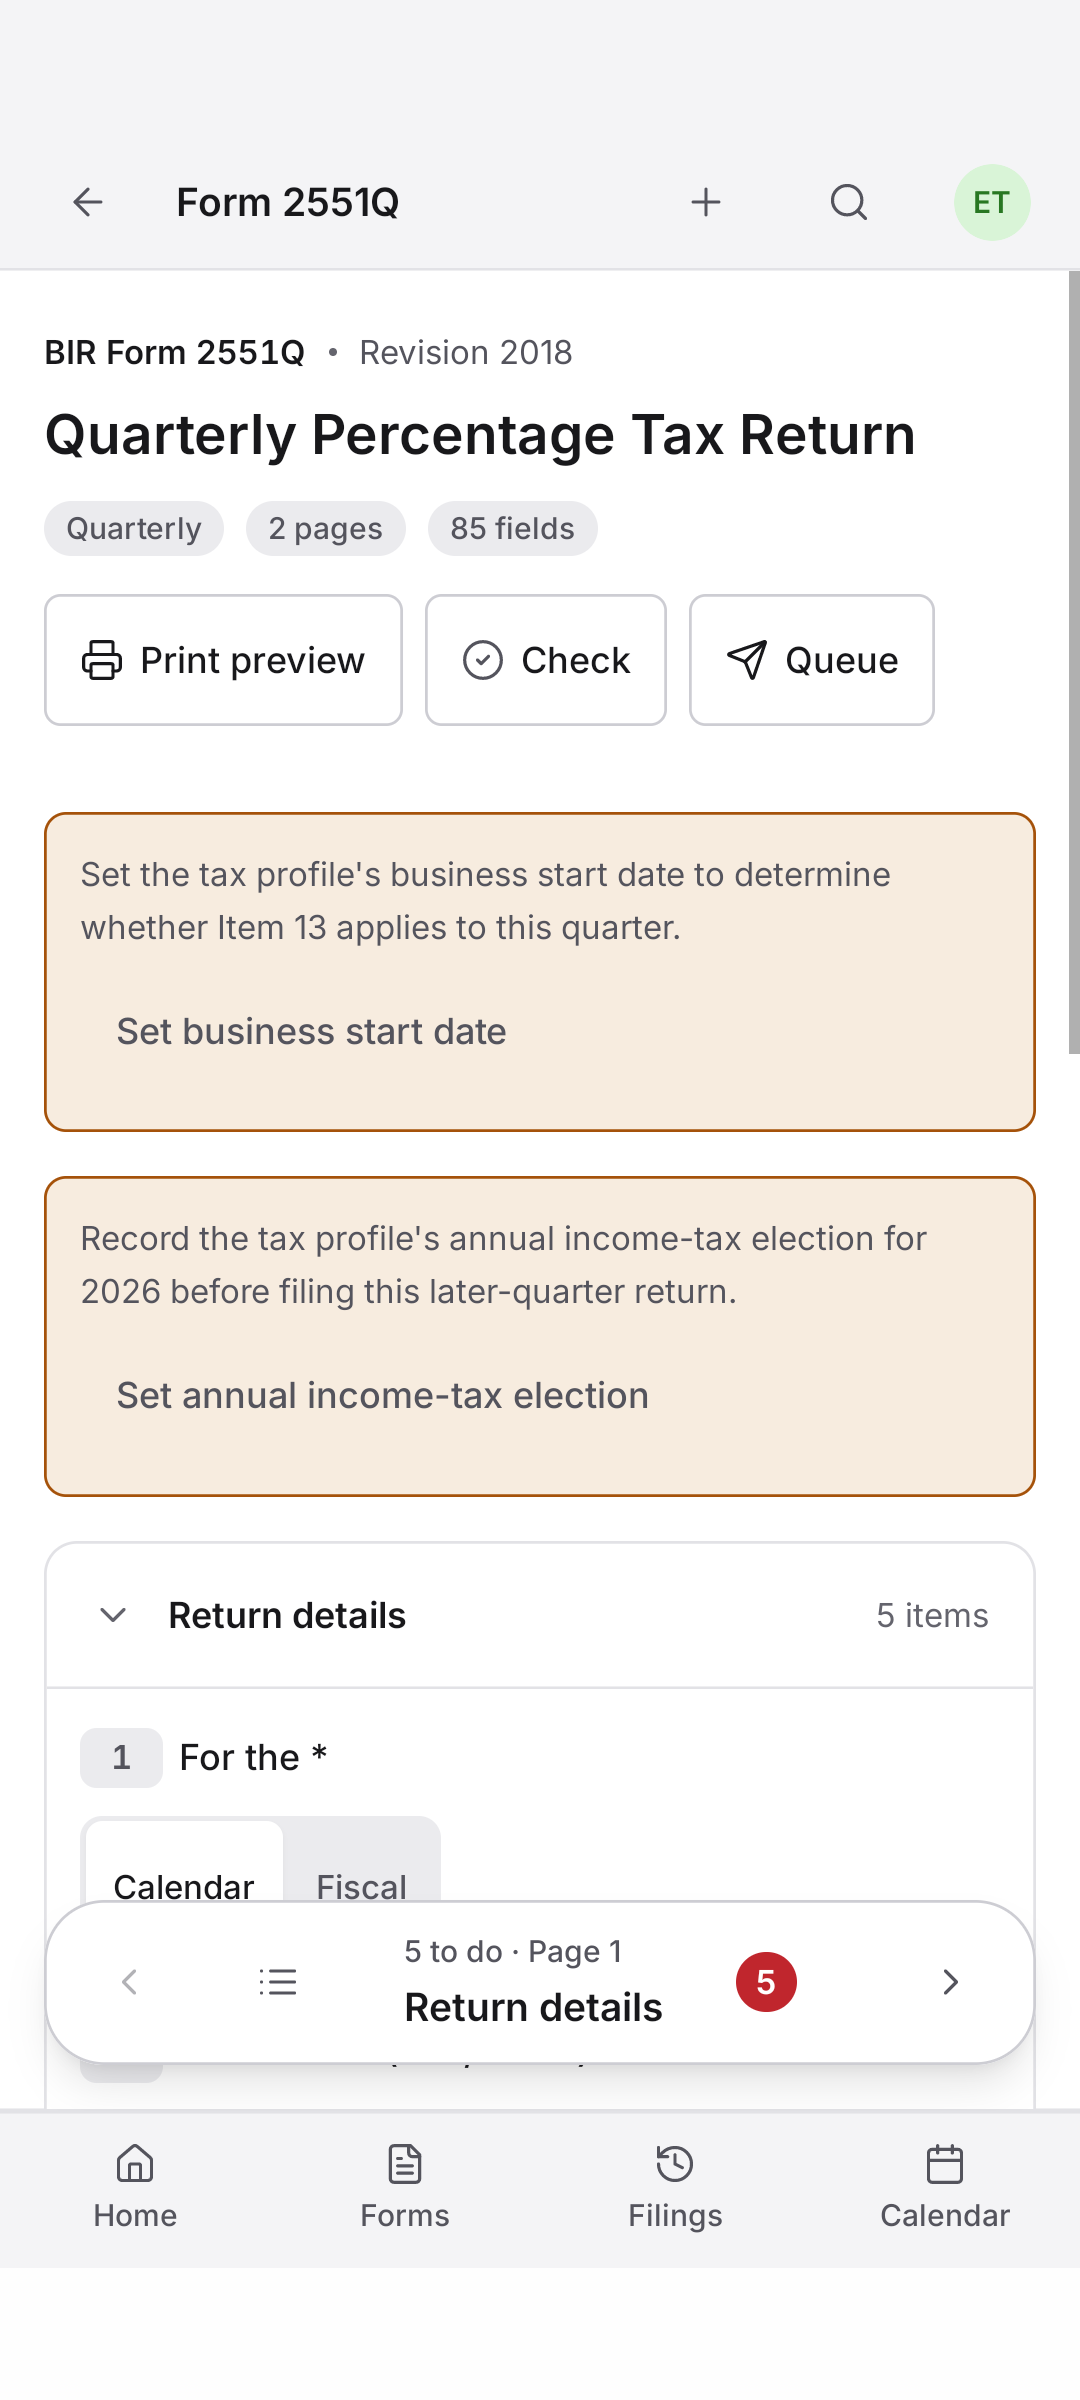 Form 2551Q
ET
BIR Form 2551Q • Revision 2018
Quarterly Percentage Tax Return
Quarterly
2 pages
85 fields
Print preview
Check
Queue
Set the tax profile's business start date to determine
whether Item 13 applies to this quarter.
Set business start date
Record the tax profile's annual income-tax election for
2026 before filing this later-quarter return.
Set annual income-tax election
Return details
5 items
1 For the *
Calendar
Fiscal
5 to do · Page 1
Return details
5
Home
Forms
Filings
Calendar